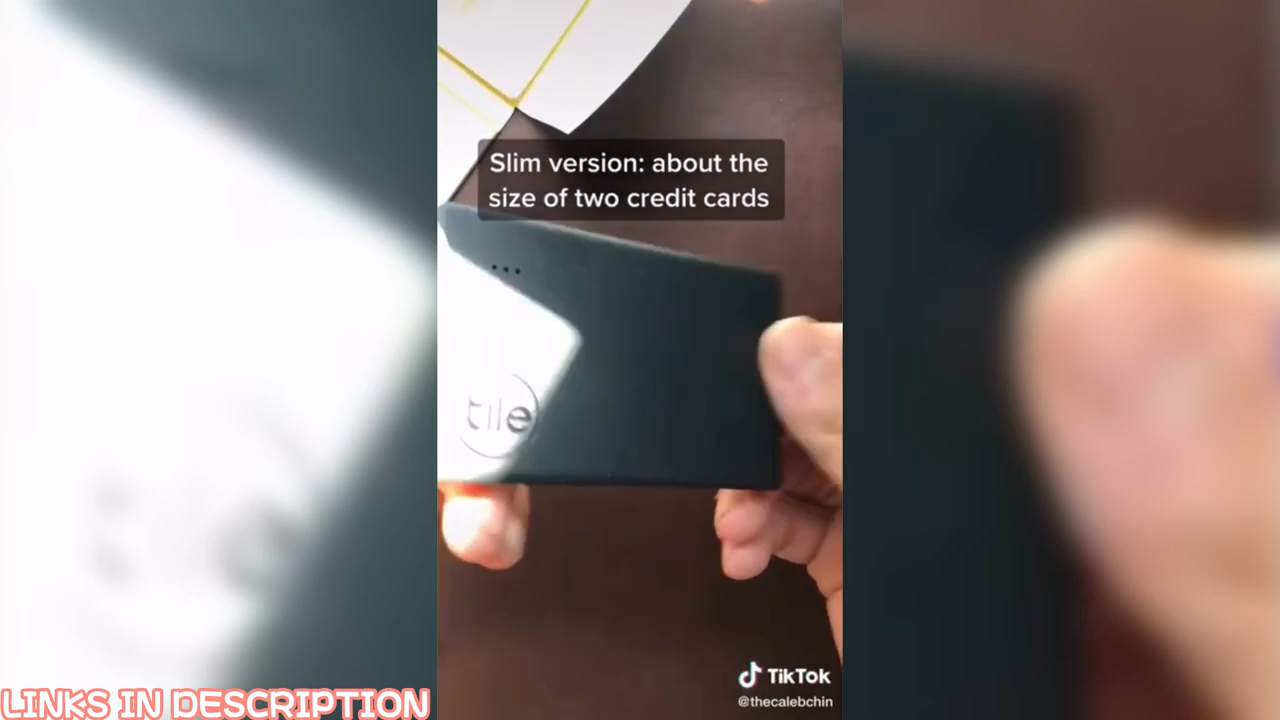 Slim version: about the
size of two credit cards
tile
TikTok
@thecalebchin
LINKS IN DESCRIPTION